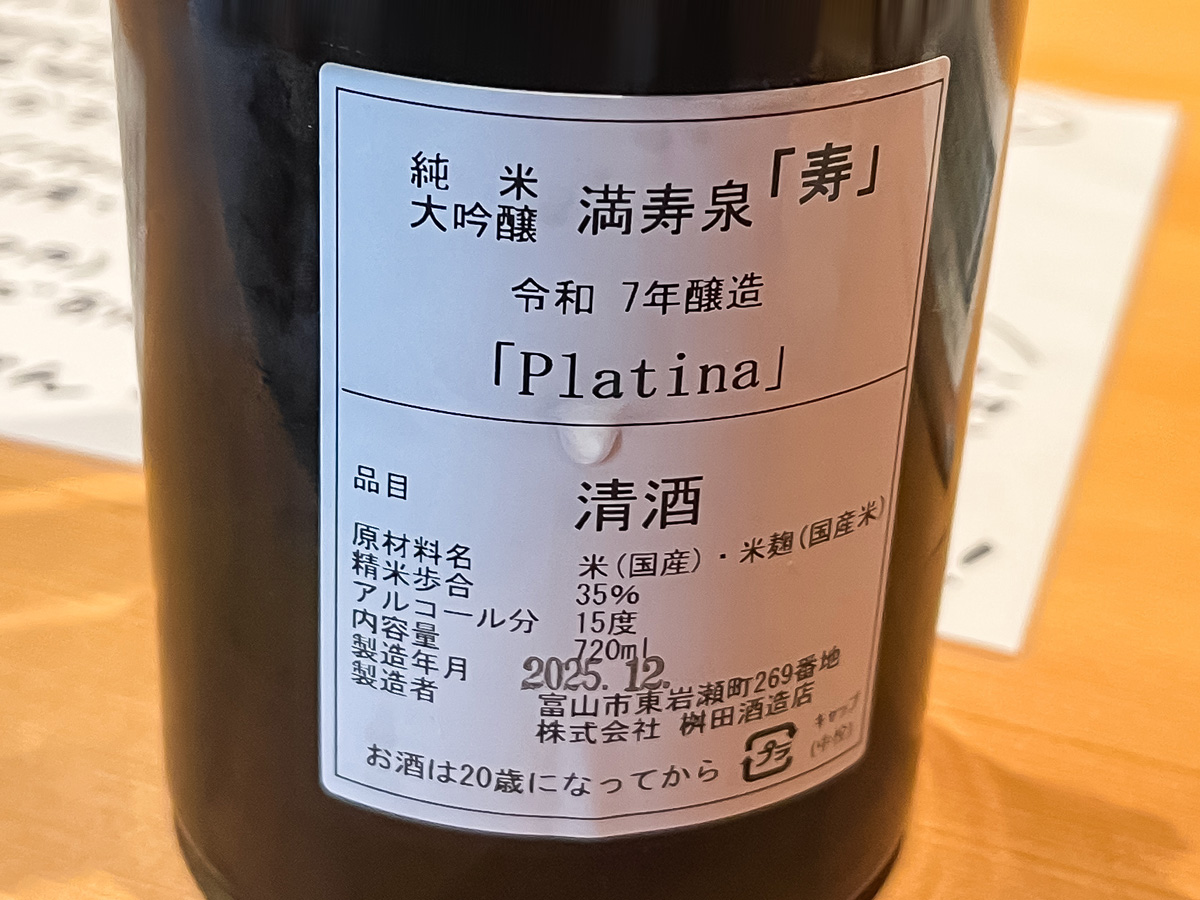 純米
大吟醸 満寿泉「寿」
令和 7年醸造
「Platina」
品目 清酒
原材料名 米(国産)・米麹(国産米)
精米歩合 35%
アルコール分 15度
内容量 720ml
製造年月 2025.12.
製造者 富山市東岩瀬町269番地
株式会社 桝田酒造店
お酒は20歳になってから
プラ
キャップ
(中栓)